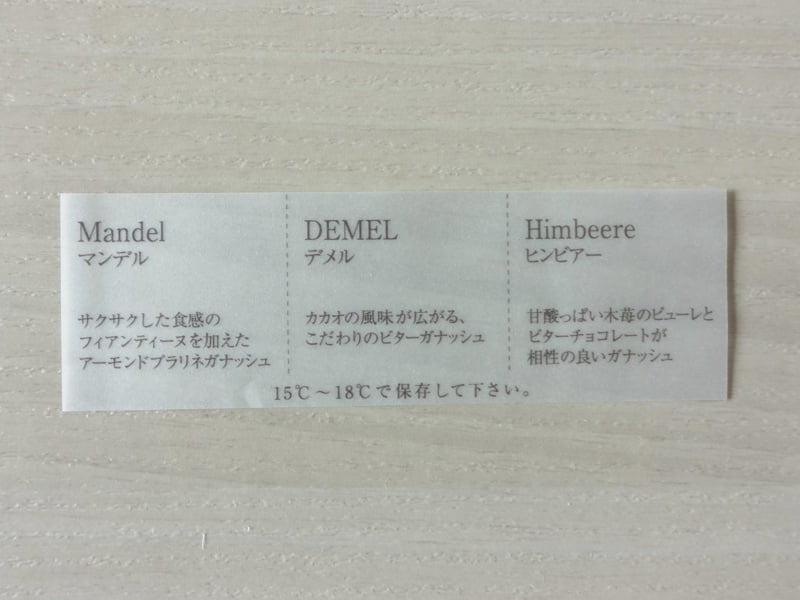 Mandel
マンデル
サクサクした食感の
フィアンティーヌを加えた
アーモンドプラリネガナッシュ
DEMEL
デメル
カカオの風味が広がる、
こだわりのビターガナッシュ
Himbeere
ヒンビアー
甘酸っぱい木苺のピューレと
ビターチョコレートが
相性の良いガナッシュ
15℃～18℃で保存して下さい。